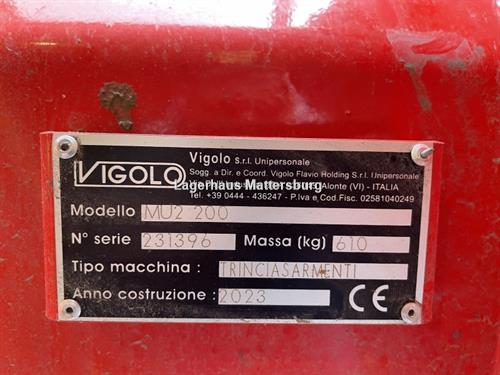 VIGOLO
Vigolo S.r.l. Unipersonale
Sogg. a Dir. e Coord. Vigolo Flavio Holding S.r.l. Unipersonale
Alonte (VI) - ITALIA
Lagerhaus Mattersburg
Tel. +39 0444 - 436247 - P.Iva e Cod.Fisc. 02581040249
Modello MU2 200
N° serie 231396 Massa (kg) 610
Tipo macchina : TRINCIASARMENTI
Anno costruzione : 2023 CE